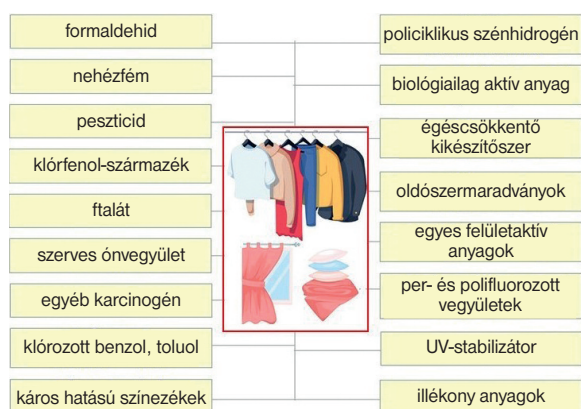 formaldehid
nehézfém
peszticid
klórfenol-származék
ftalát
szerves ónvegyület
egyéb karcinogén
klórozott benzol, toluol
káros hatású színezékek
policiklikus szénhidrogén
biológiailag aktív anyag
égéscsökkentő
kikészítőszer
oldószermaradványok
egyes felületaktív
anyagok
per- és polifluorozott
vegyületek
UV-stabilizátor
illékony anyagok